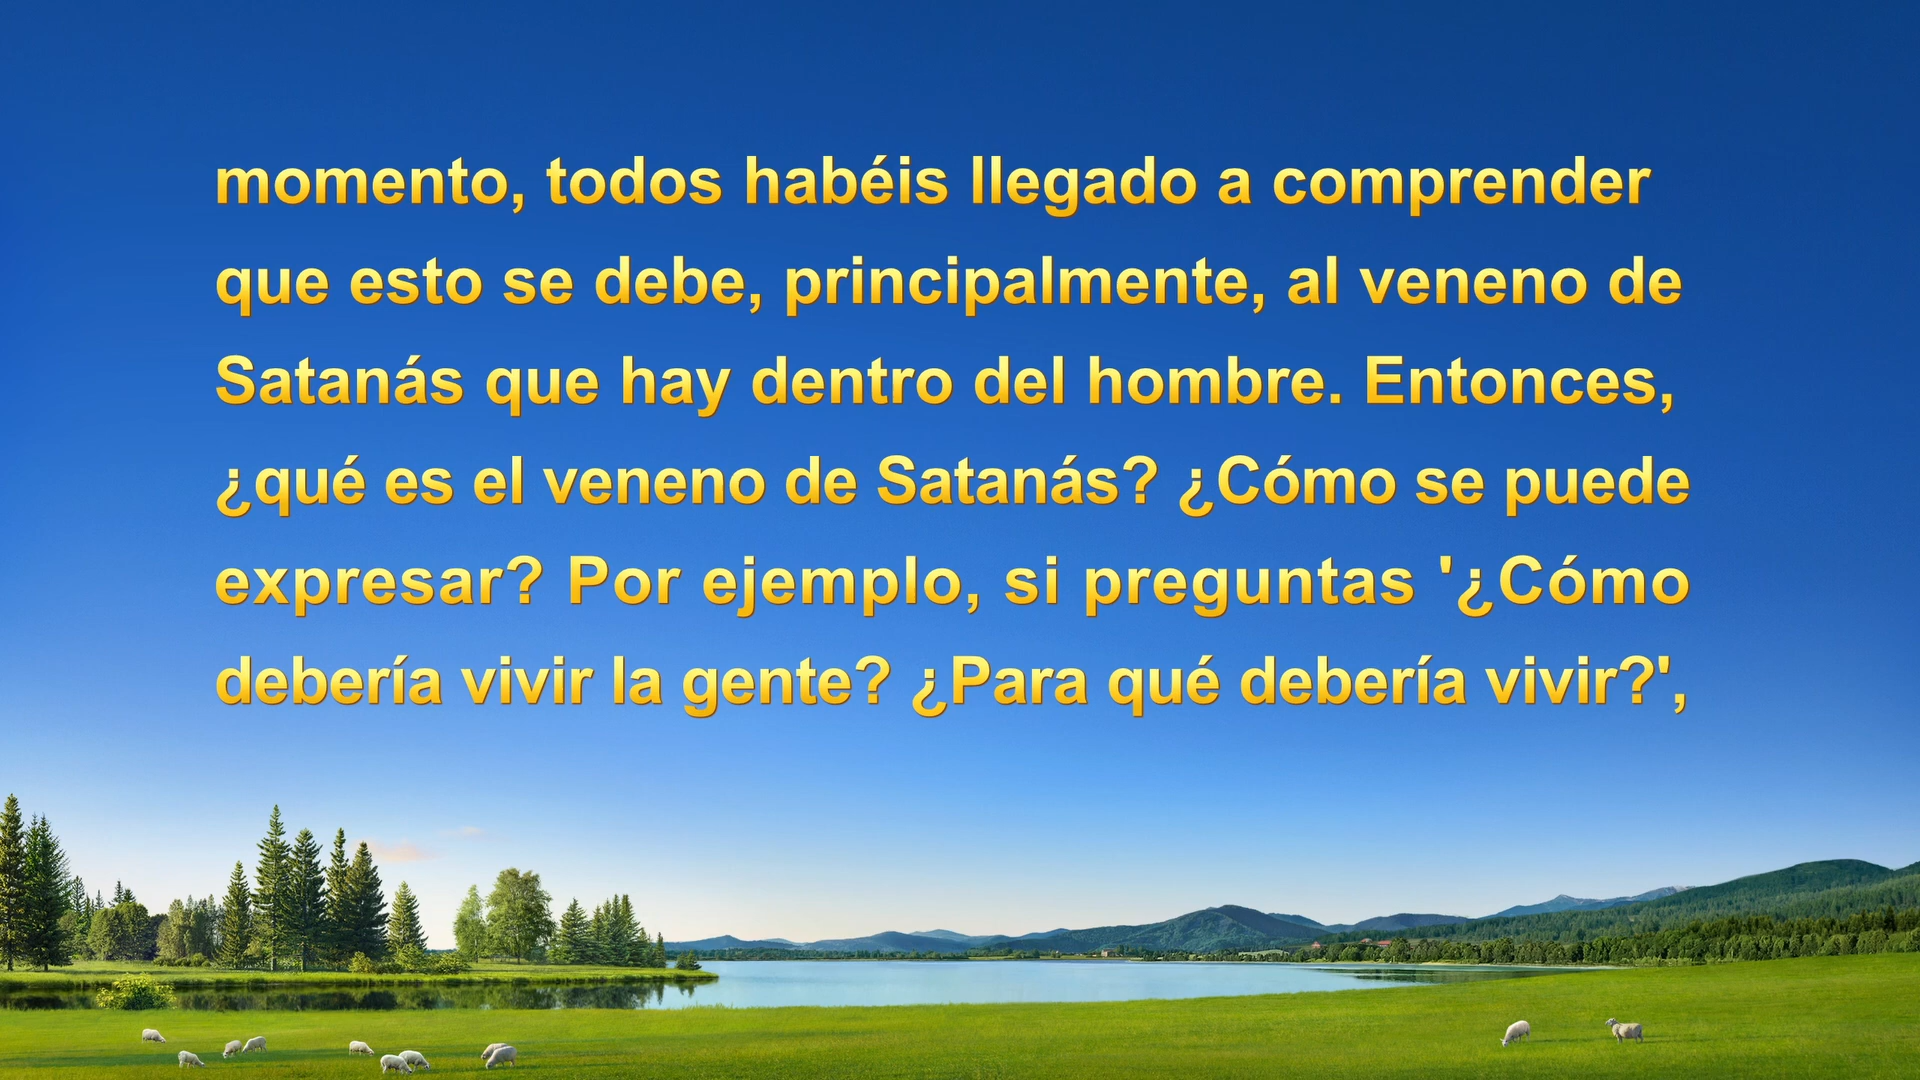 momento, todos habéis llegado a comprender
que esto se debe, principalmente, al veneno de
Satanás que hay dentro del hombre. Entonces,
¿qué es el veneno de Satanás? ¿Cómo se puede
expresar? Por ejemplo, si preguntas '¿Cómo
debería vivir la gente? ¿Para qué debería vivir?',